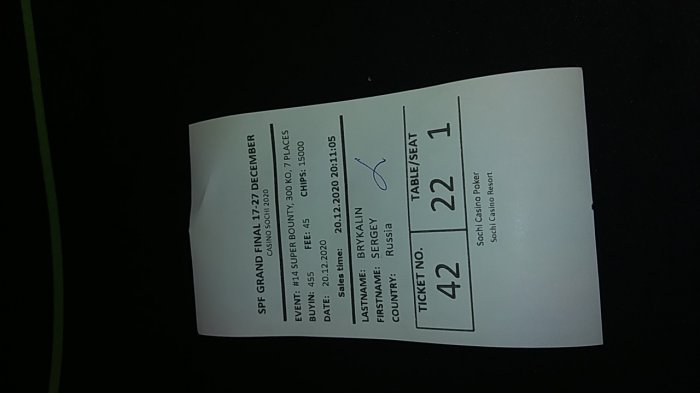 SPF GRAND FINAL 17-27 DECEMBER
CASINO SOCHI 2020
EVENT: #14 SUPER BOUNTY, 300 KO, 7 PLACES
BUYIN: 455 FEE: 45 CHIPS: 15000
DATE: 20.12.2020
Sales time: 20.12.2020 20:11:05
LASTNAME: BRYKALIN
FIRSTNAME: SERGEY
COUNTRY: Russia
TICKET NO. TABLE/SEAT
42 22 1
Sochi Casino Poker
Sochi Casino Resort